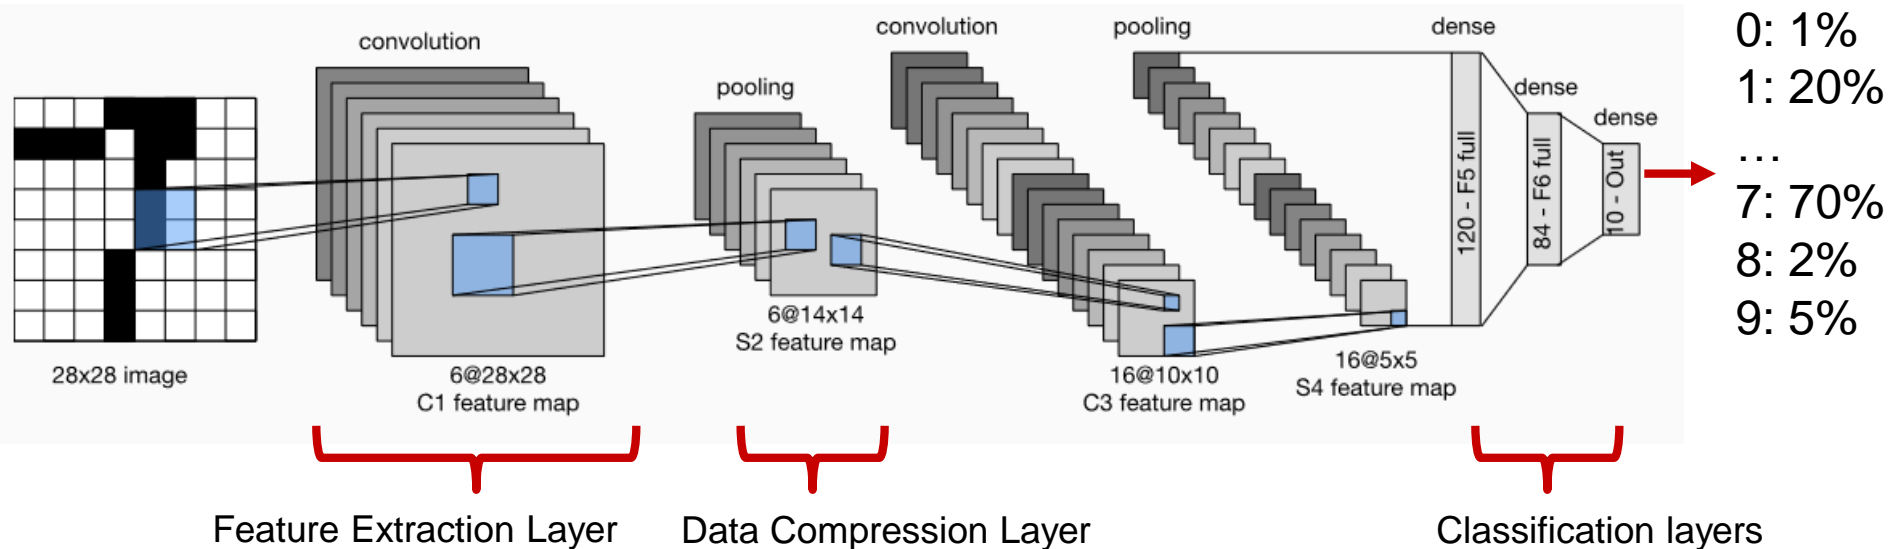 convolution
pooling
convolution
pooling
dense
dense
dense
28x28 image
6@28x28
C1 feature map
6@14x14
S2 feature map
16@10x10
C3 feature map
16@5x5
S4 feature map
120 - F5 full
84 - F6 full
10 - Out
0: 1%
1: 20%
...
7: 70%
8: 2%
9: 5%
Feature Extraction Layer
Data Compression Layer
Classification layers